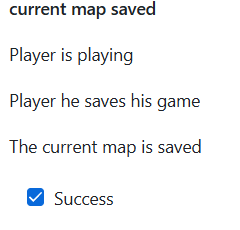 current map saved
Player is playing
Player he saves his game
The current map is saved
Success